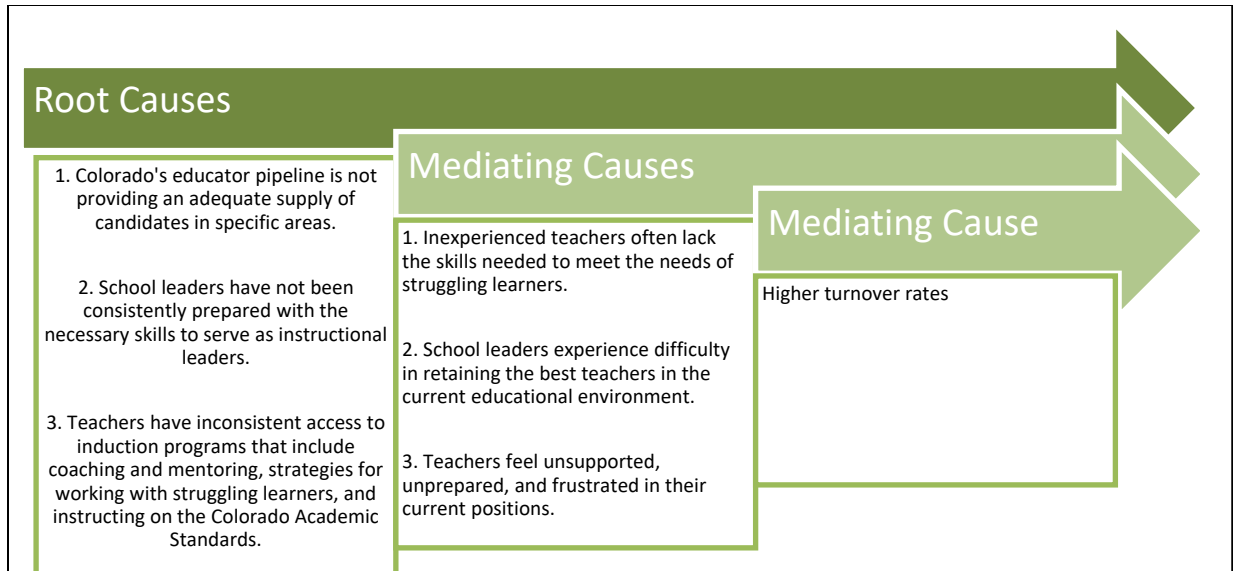 Root Causes
1. Colorado's educator pipeline is not
providing an adequate supply of
candidates in specific areas.
2. School leaders have not been
consistently prepared with the
necessary skills to serve as instructional
leaders.
3. Teachers have inconsistent access to
induction programs that include
coaching and mentoring, strategies for
working with struggling learners, and
instructing on the Colorado Academic
Standards.
Mediating Causes
1. Inexperienced teachers often lack
the skills needed to meet the needs of
struggling learners.
2. School leaders experience difficulty
in retaining the best teachers in the
current educational environment.
3. Teachers feel unsupported,
unprepared, and frustrated in their
current positions.
Mediating Cause
Higher turnover rates